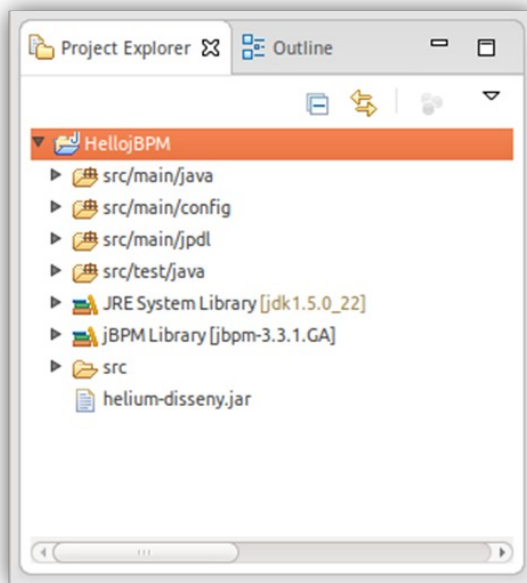 Project Explorer Outline
HellojBPM
src/main/java
src/main/config
src/main/jpdl
src/test/java
JRE System Library [jdk1.5.0_22]
jBPM Library [jbpm-3.3.1.GA]
src
helium-disseny.jar